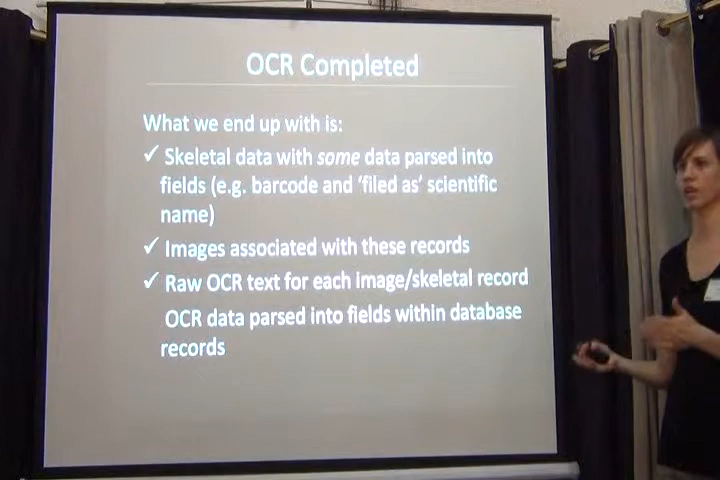 OCR Completed
What we end up with is:
✓ Skeletal data with some data parsed into
fields (e.g. barcode and 'filed as' scientific
name)
✓ Images associated with these records
✓ Raw OCR text for each image/skeletal record
OCR data parsed into fields within database
records